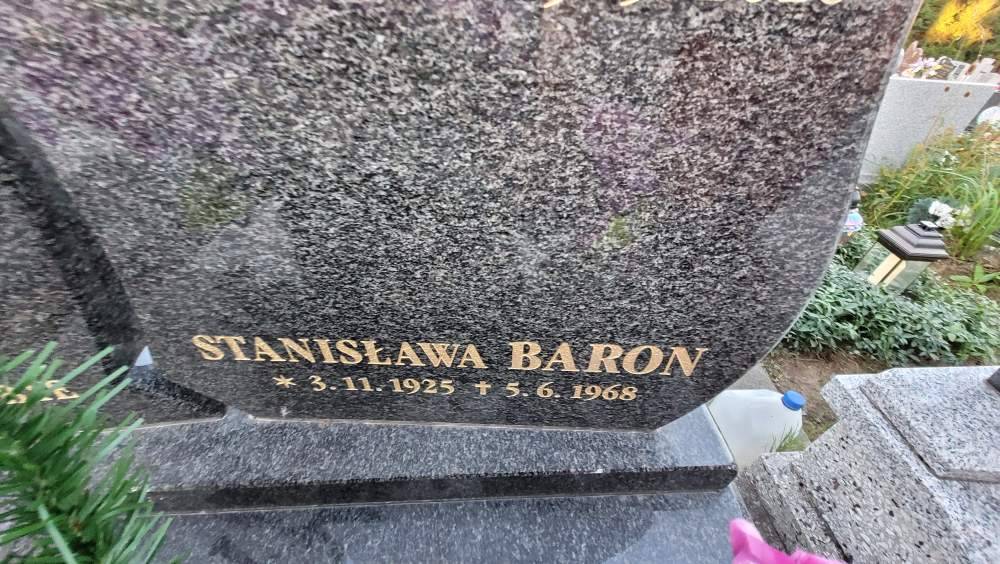 STANISŁAWA BARON
* 3. 11. 1925 ✝ 5. 6. 1968